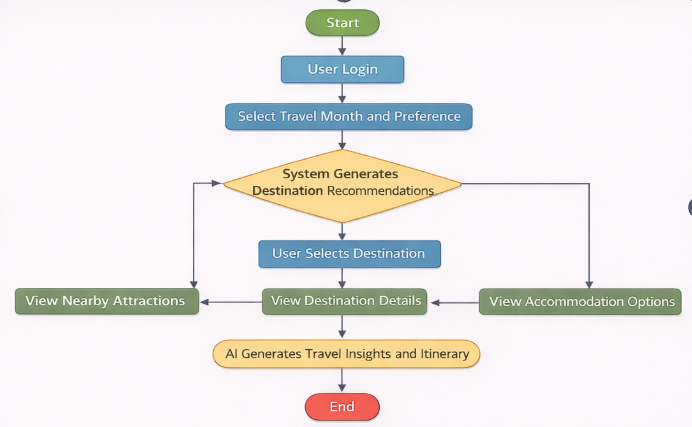 Start
User Login
Select Travel Month and Preference
System Generates
Destination Recommendations
User Selects Destination
View Nearby Attractions
View Destination Details
View Accommodation Options
AI Generates Travel Insights and Itinerary
End